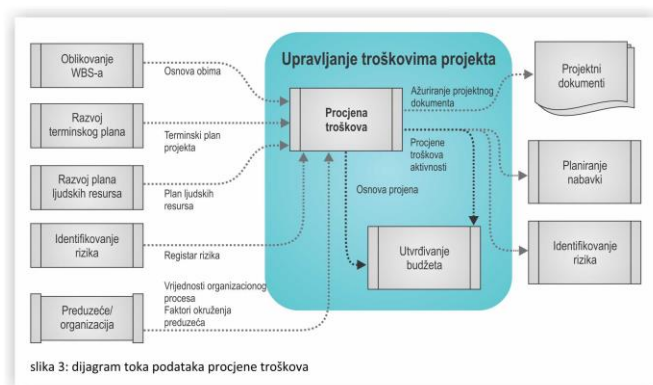 Upravljanje troškovima projekta
Oblikovanje
WBS-a
Osnova obima
Razvoj
terminskog plana
Terminski plan
projekta
Razvoj plana
ljudskih resursa
Plan ljudskih
resursa
Identifikovanje
rizika
Registar rizika
Preduzeće/
organizacija
Vrijednosti organizacionog
procesa
Faktori okruženja
preduzeća
Procjena
troškova
Ažuriranje projektnog
dokumenta
Procjene
troškova
aktivnosti
Osnova projena
Utvrđivanje
budžeta
Projektni
dokumenti
Planiranje
nabavki
Identifikovanje
rizika
slika 3: dijagram toka podataka procjene troškova